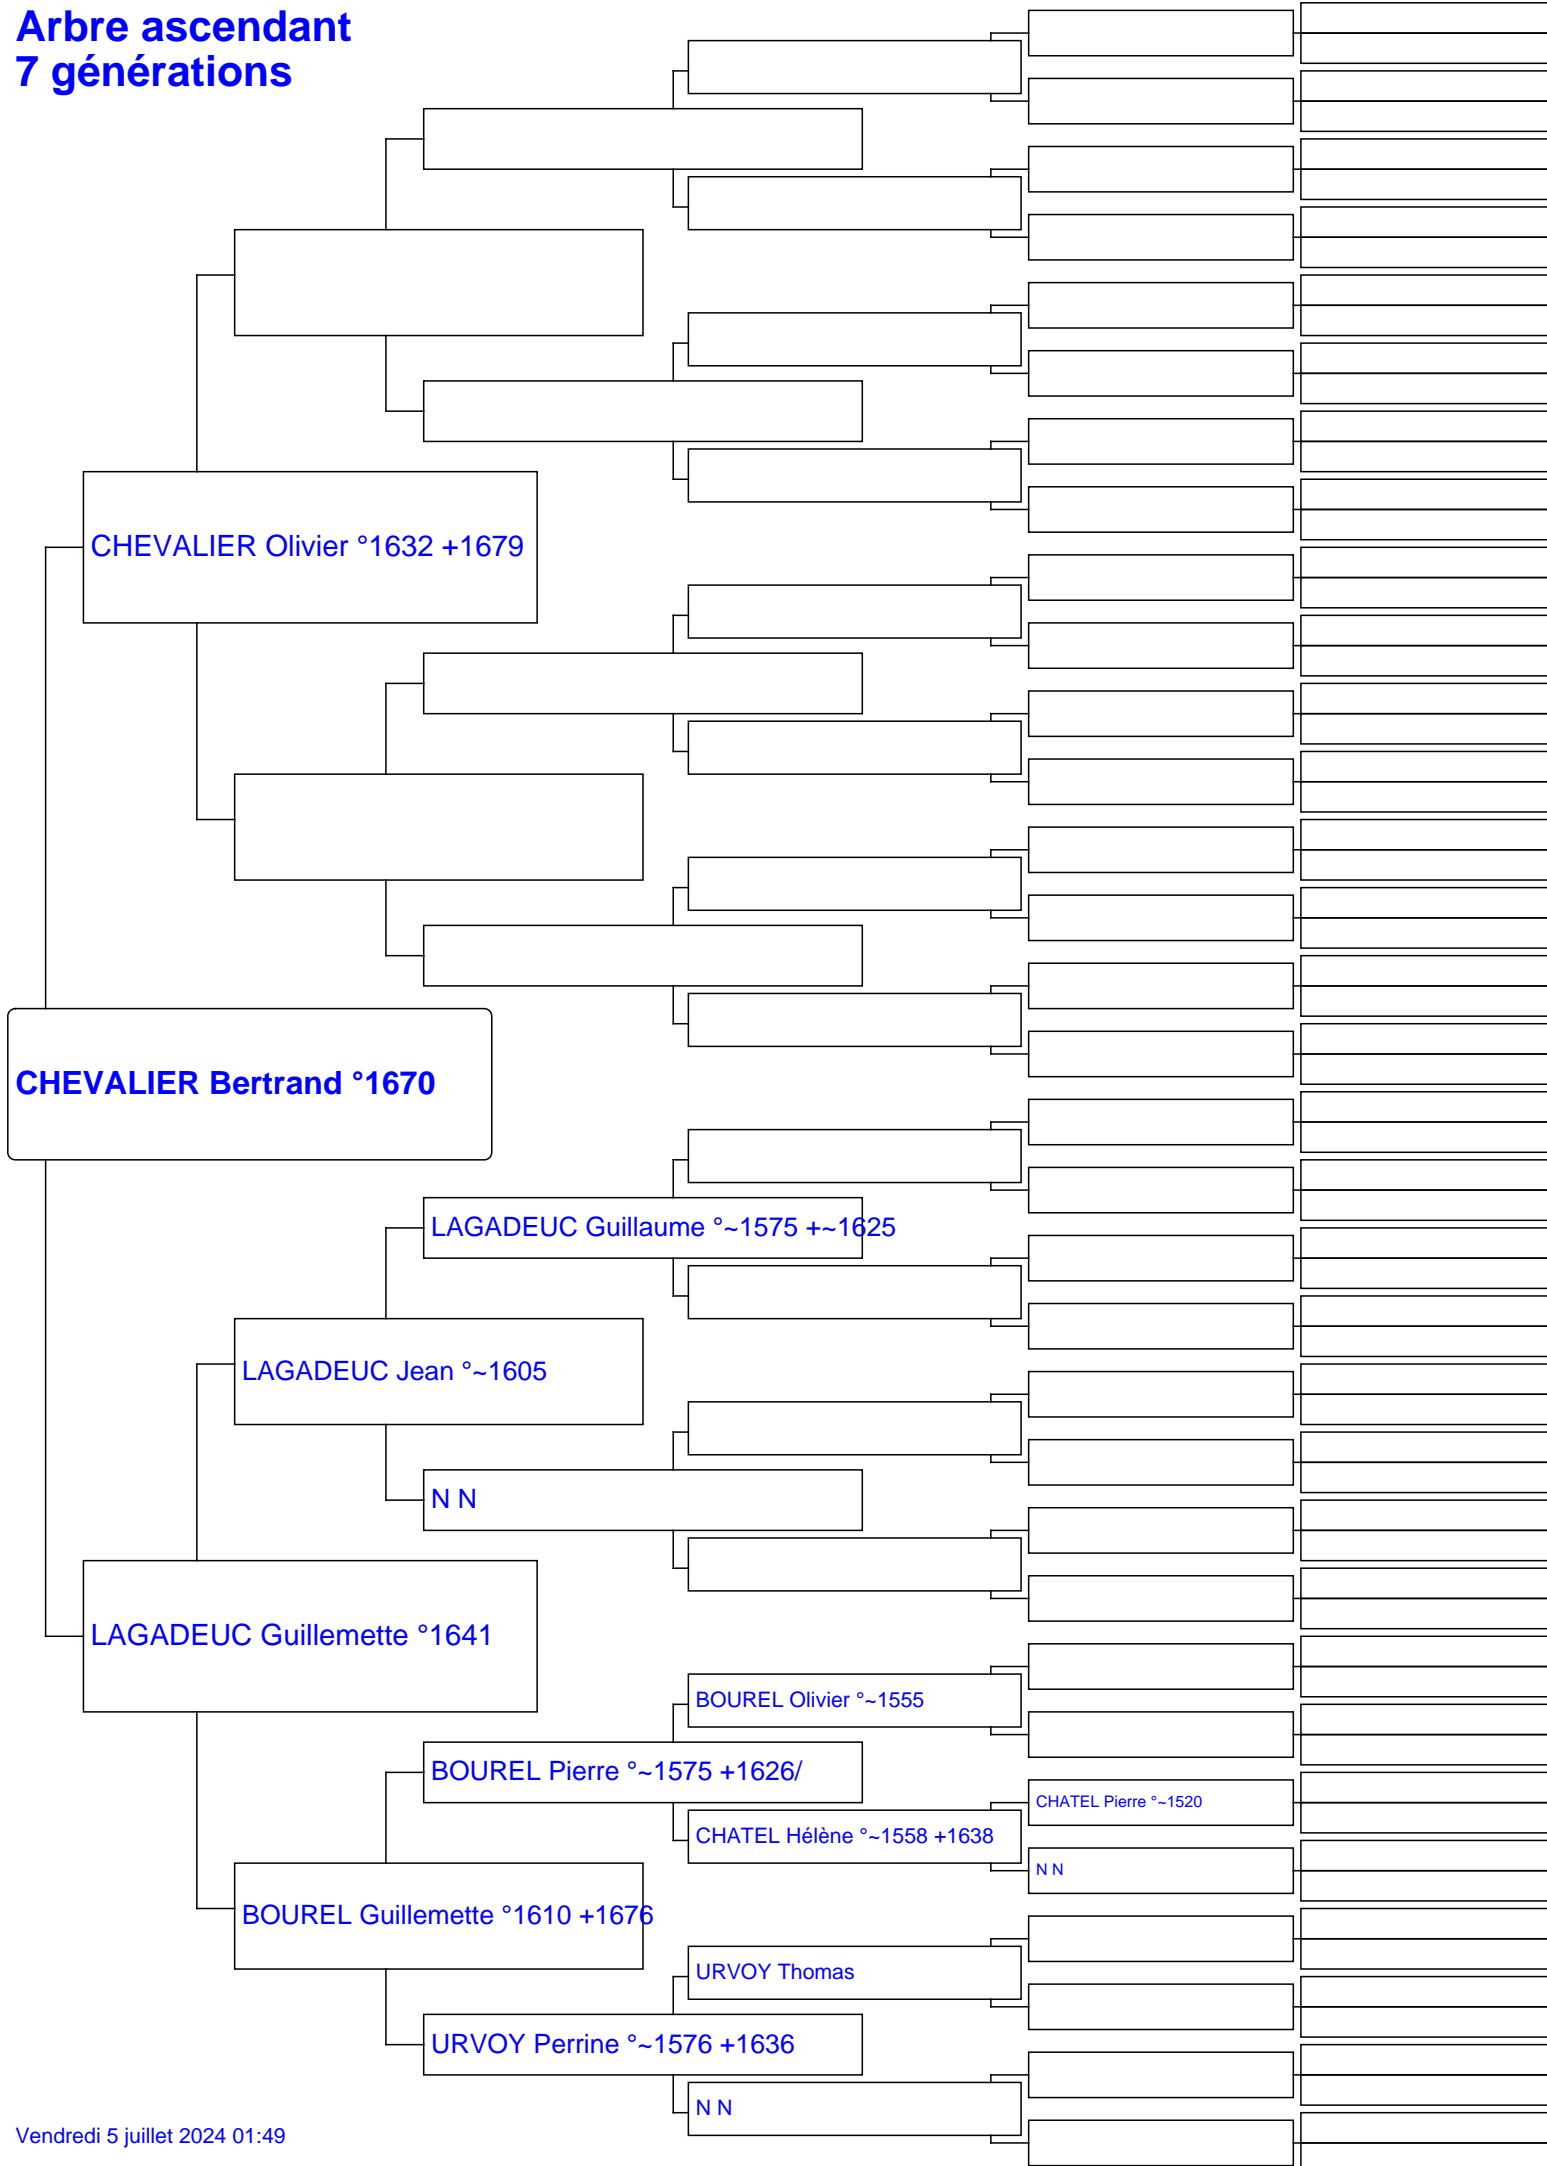 Arbre ascendant
7 générations
CHEVALIER Olivier °1632 +1679
CHEVALIER Bertrand °1670
LAGADEUC Guillaume °~1575 +~1625
LAGADEUC Jean °~1605
N N
LAGADEUC Guillemette °1641
BOUREL Olivier °~1555
BOUREL Pierre °~1575 +1626/
CHATEL Pierre °~1520
CHATEL Hélène °~1558 +1638
N N
BOUREL Guillemette °1610 +1676
URVOY Thomas
URVOY Perrine °~1576 +1636
N N
Vendredi 5 juillet 2024 01:49